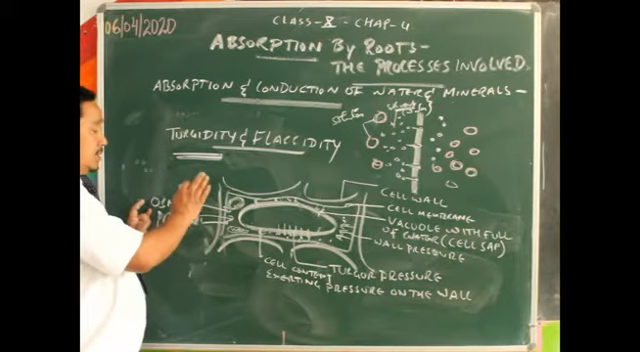 06/04/2020
CLASS-X - CHAP-4
ABSORPTION BY ROOTS-
THE PROCESSES INVOLVED.
ABSORPTION & CONDUCTION OF WATER & MINERALS-
TURGIDITY & FLACCIDITY
CELL WALL
CELL MEMBRANE
VACUOLE WITH FULL
OF WATER (CELL SAP)
WALL PRESSURE
CELL CONTENT
TURGOR PRESSURE
EXERTING PRESSURE ON THE WALL